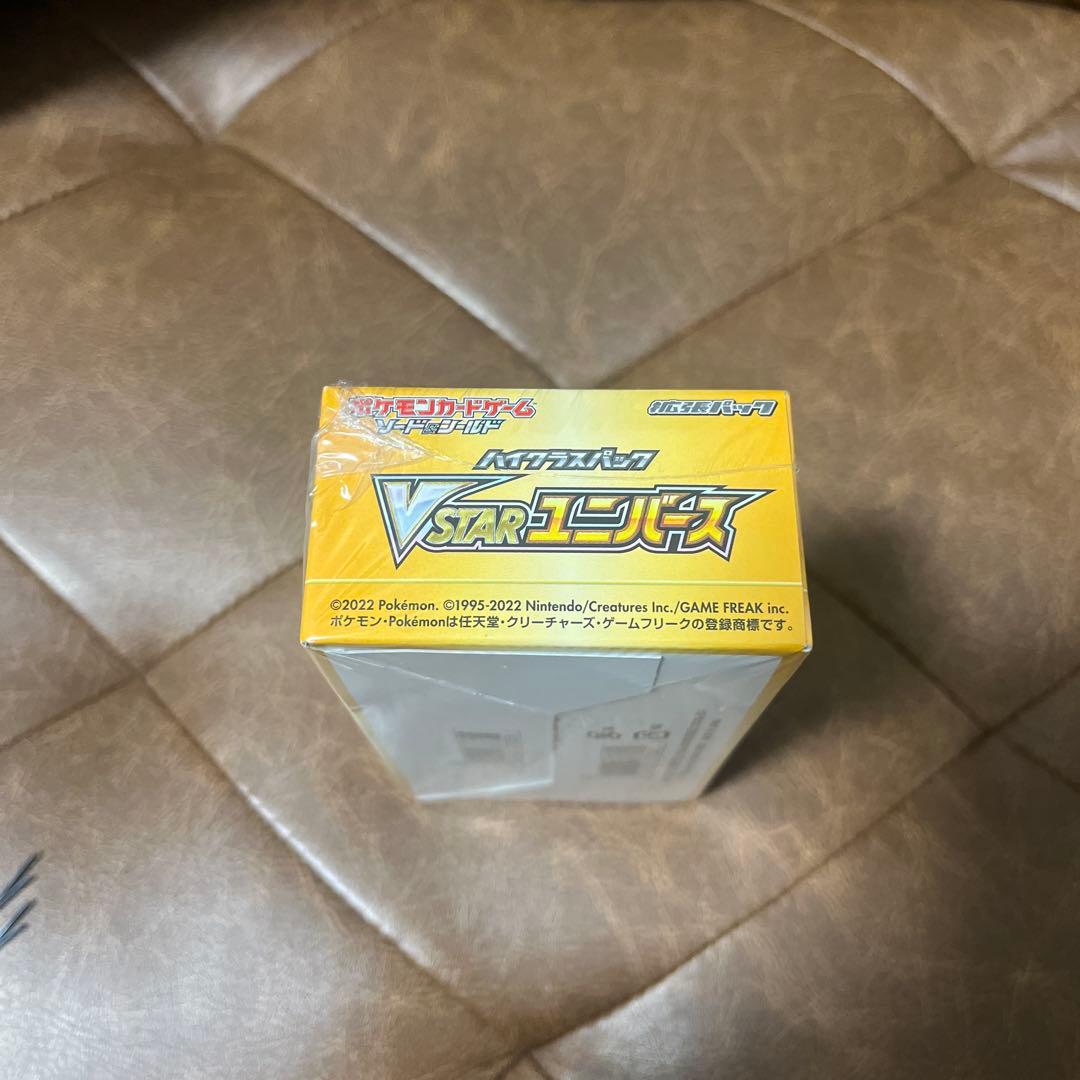 ポケモンカードゲーム
ソード&シールド
拡張パック
ハイクラスパック
VSTARユニバース
©2022 Pokémon. ©1995-2022 Nintendo/Creatures Inc./GAME FREAK inc.
ポケモン・Pokémonは任天堂・クリーチャーズ・ゲームフリークの登録商標です。